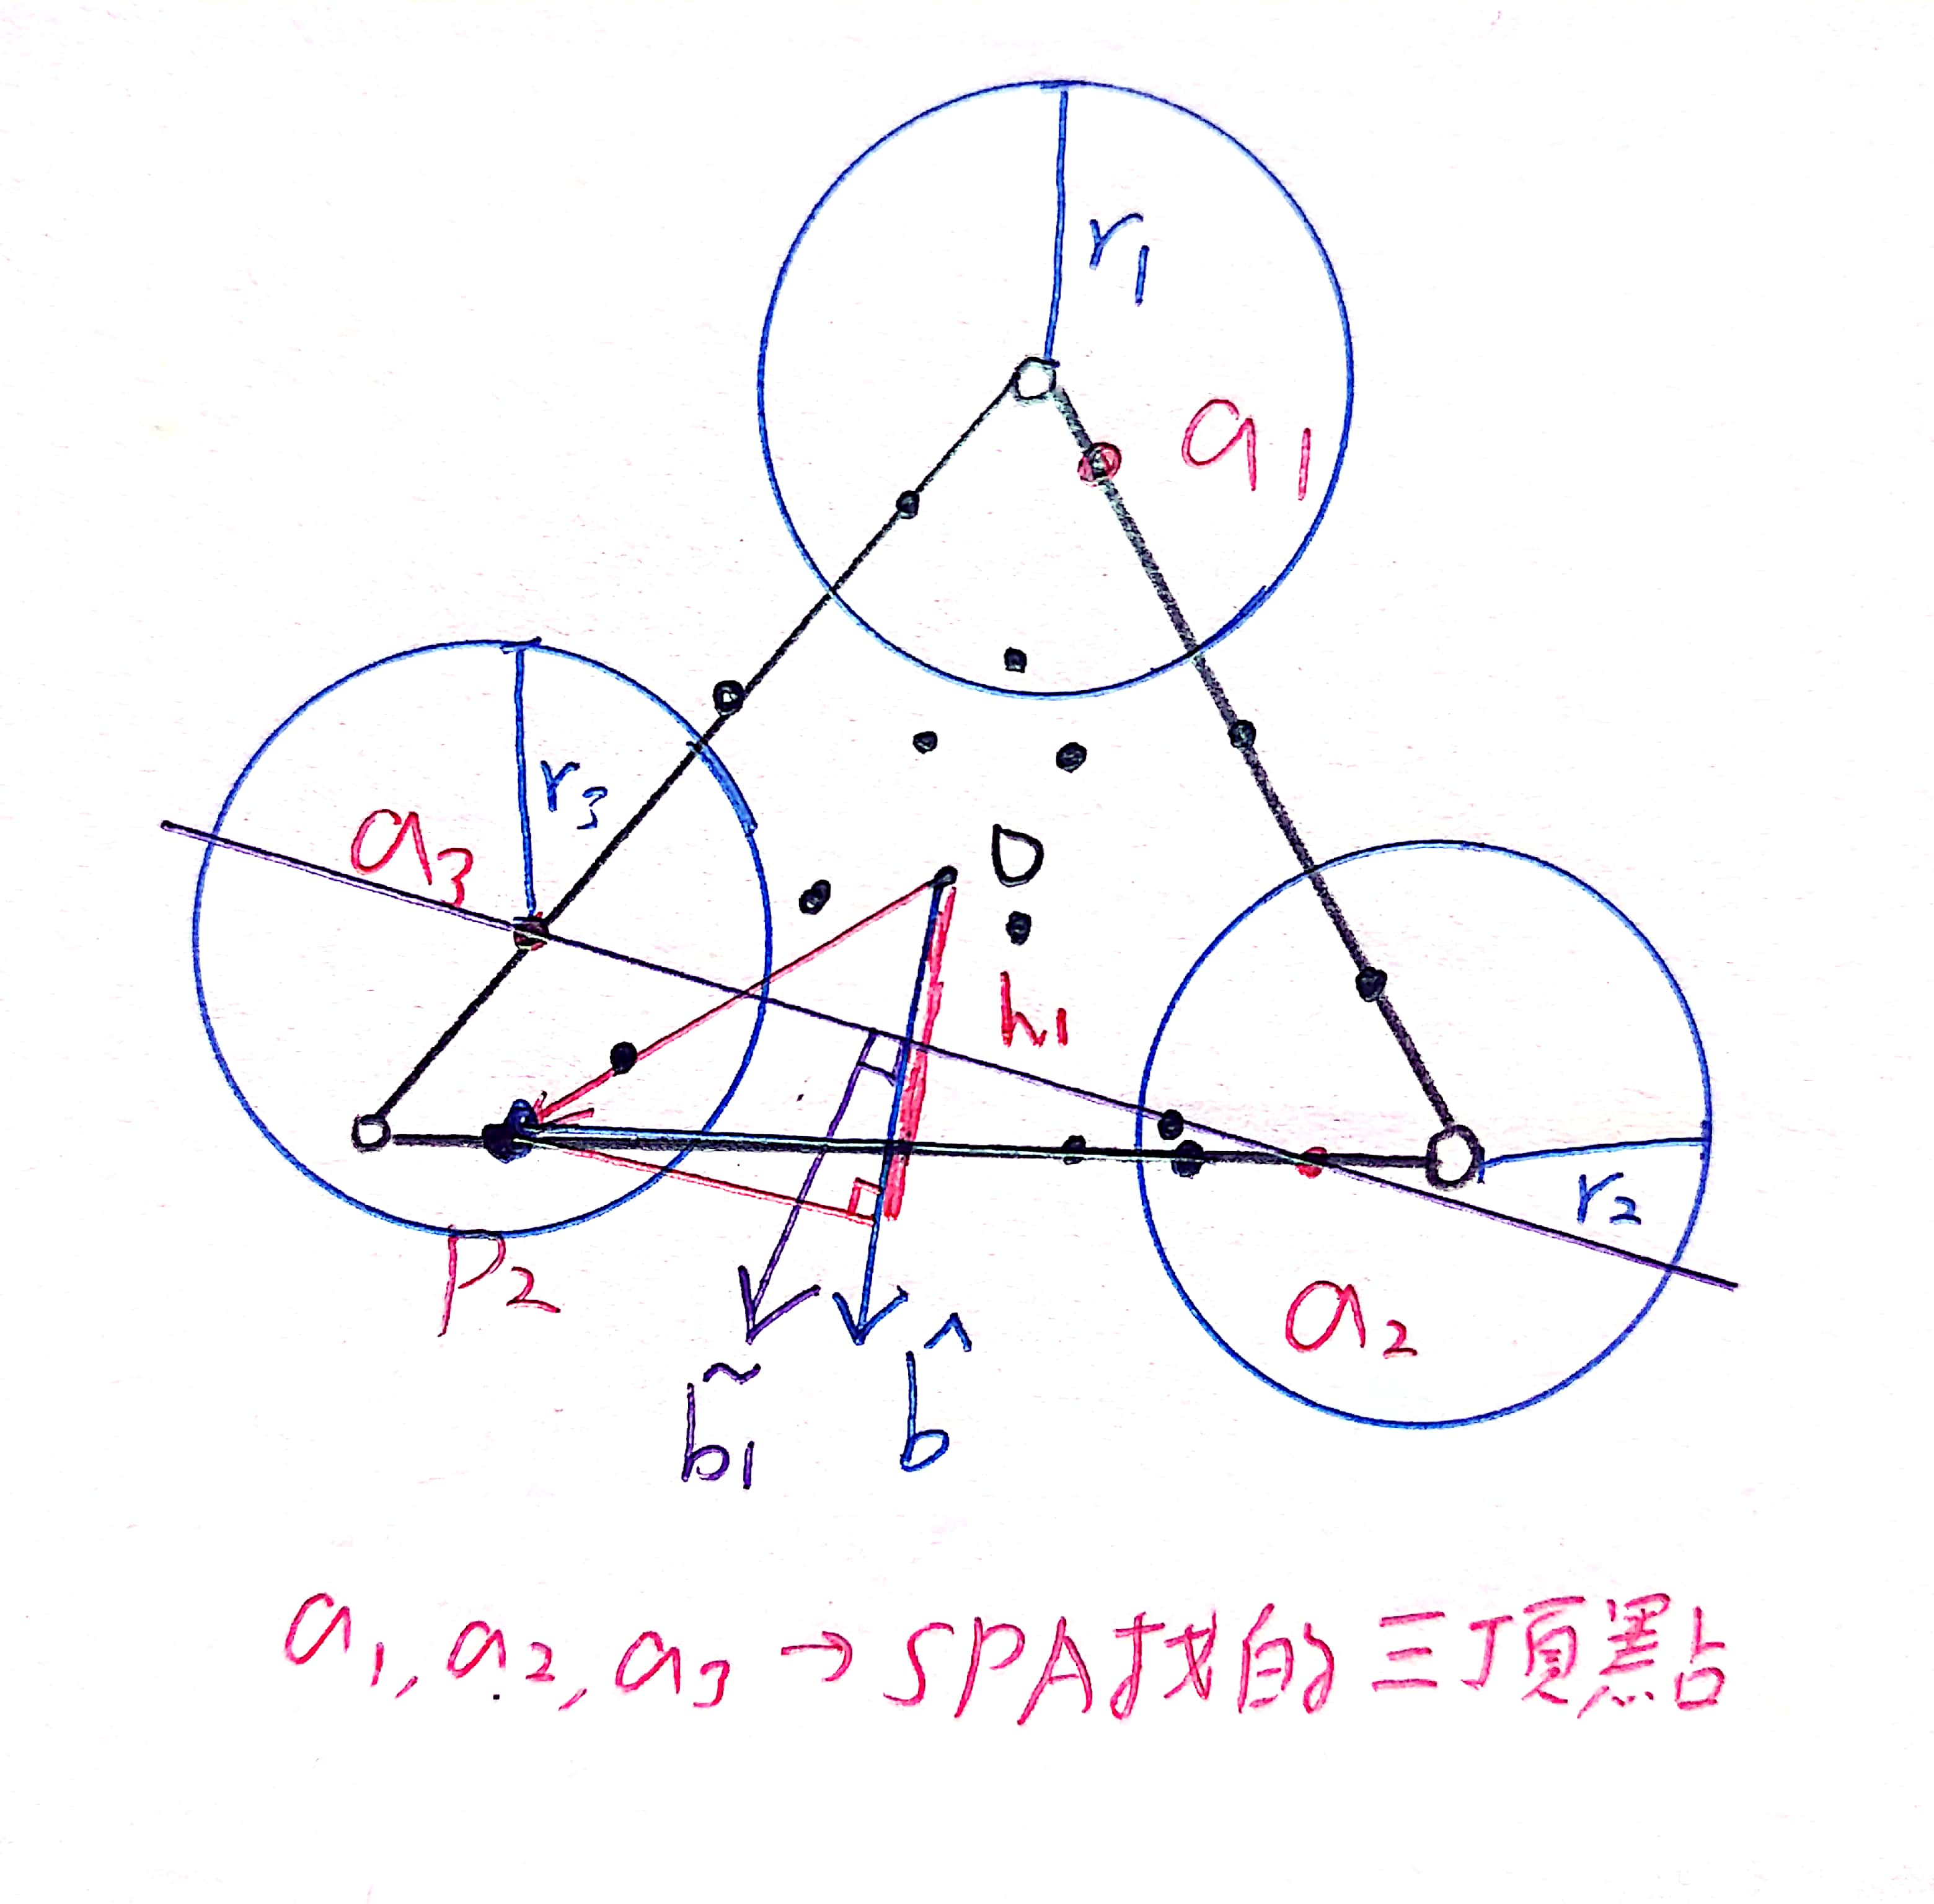 r₁
a₁
r₃
a₃
O
h₁
r₂
p₂
a₂
b̃₁
b̂
a₁, a₂, a₃ → SPA找的三頂點